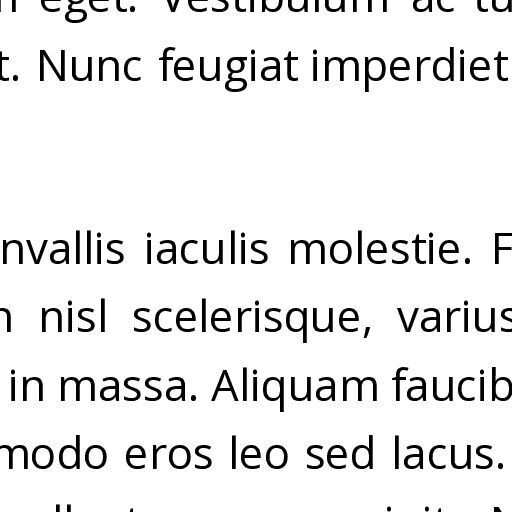 eget. Vestibulum ac tu
t. Nunc feugiat imperdiet
nvallis iaculis molestie. F
n nisl scelerisque, varius
in massa. Aliquam faucib
modo eros leo sed lacus.